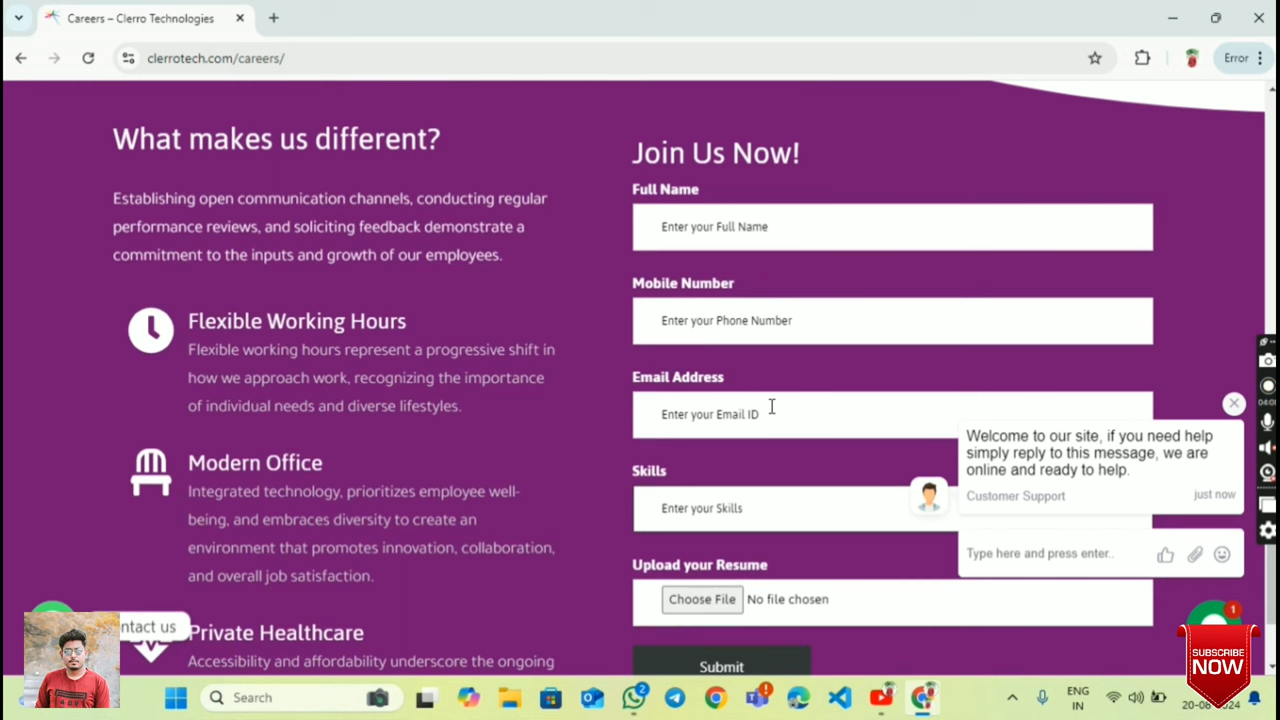 Careers – Clerro Technologies
clerrotech.com/careers/
Error
What makes us different?
Establishing open communication channels, conducting regular
performance reviews, and soliciting feedback demonstrate a
commitment to the inputs and growth of our employees.
Flexible Working Hours
Flexible working hours represent a progressive shift in
how we approach work, recognizing the importance
of individual needs and diverse lifestyles.
Modern Office
Integrated technology, prioritizes employee well-
being, and embraces diversity to create an
environment that promotes innovation, collaboration,
and overall job satisfaction.
ntact us
Private Healthcare
Accessibility and affordability underscore the ongoing
Join Us Now!
Full Name
Enter your Full Name
Mobile Number
Enter your Phone Number
Email Address
Enter your Email ID
Skills
Enter your Skills
Upload your Resume
Choose File No file chosen
Submit
Welcome to our site, if you need help
simply reply to this message, we are
online and ready to help.
Customer Support just now
Type here and press enter..
1
SUBSCRIBE
NOW
Search
2
ENG
IN